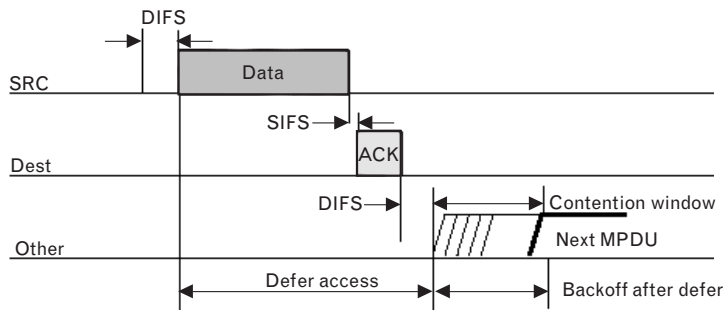 DIFS
Data
SRC
SIFS
ACK
Dest
DIFS
Contention window
Next MPDU
Other
Defer access
Backoff after defer